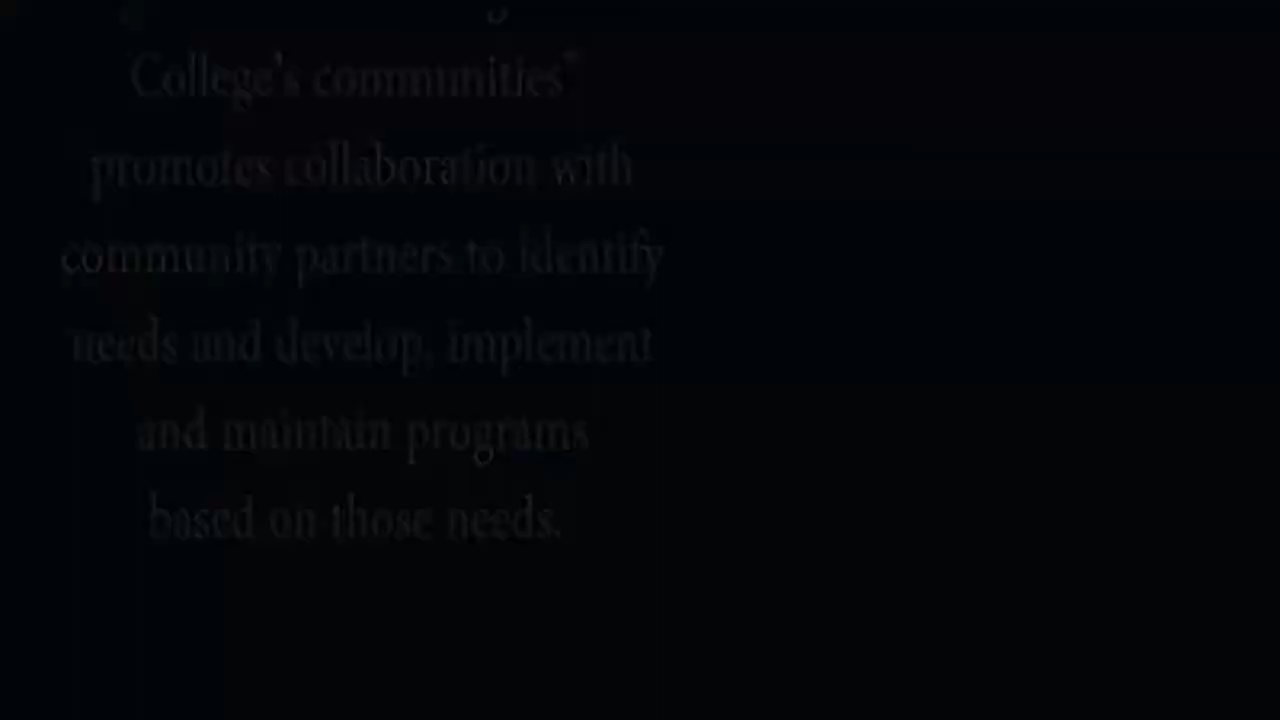 College's communities"
promotes collaboration with
community partners to identify
needs and develop, implement
and maintain programs
based on those needs.